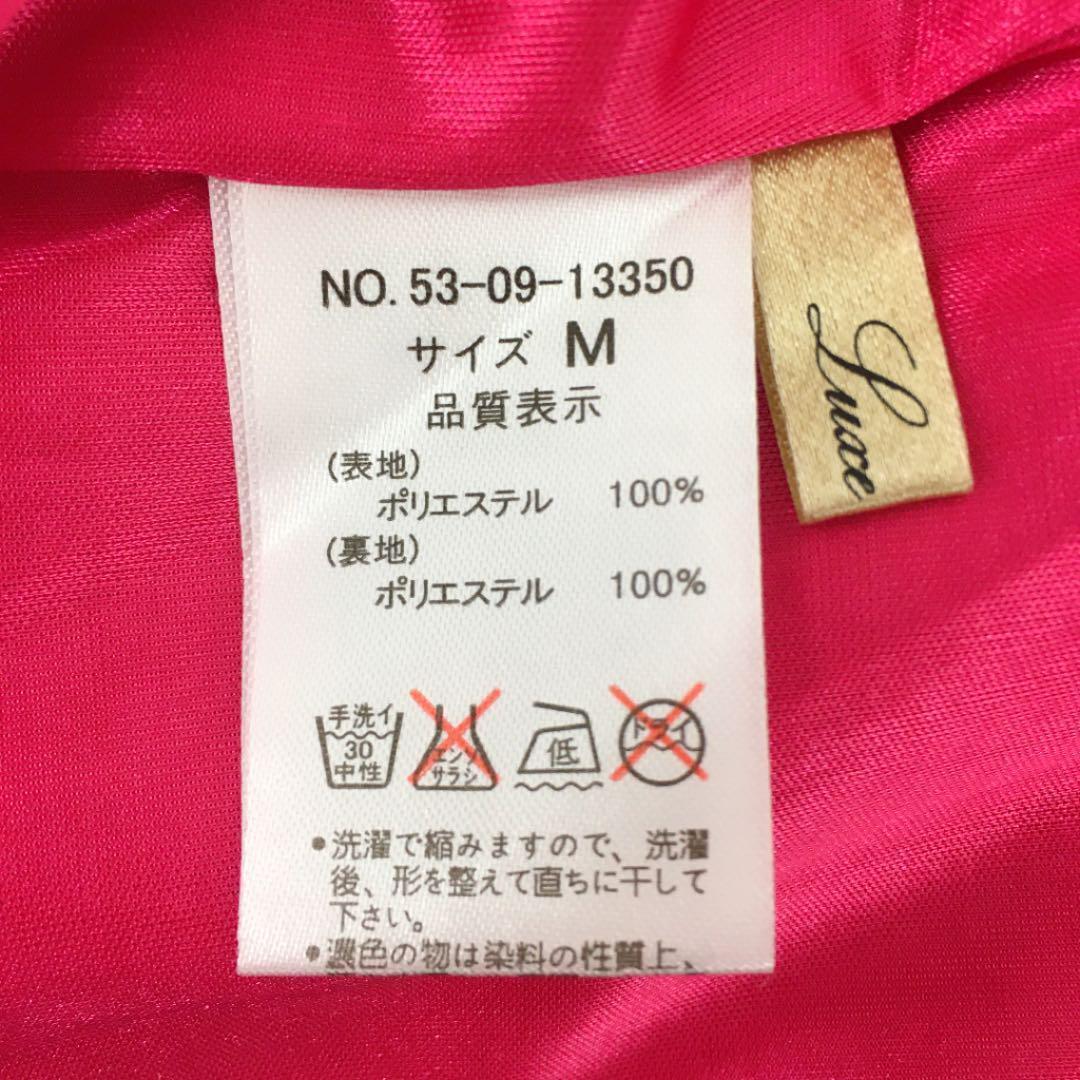 NO. 53-09-13350
サイズ M
品質表示
(表地)
ポリエステル 100%
(裏地)
ポリエステル 100%
手洗イ
30
中性
エンソ
サラシ
低
ドライ
•洗濯で縮みますので、洗濯
後、形を整えて直ちに干して
下さい。
•濃色の物は染料の性質上、
Luxe